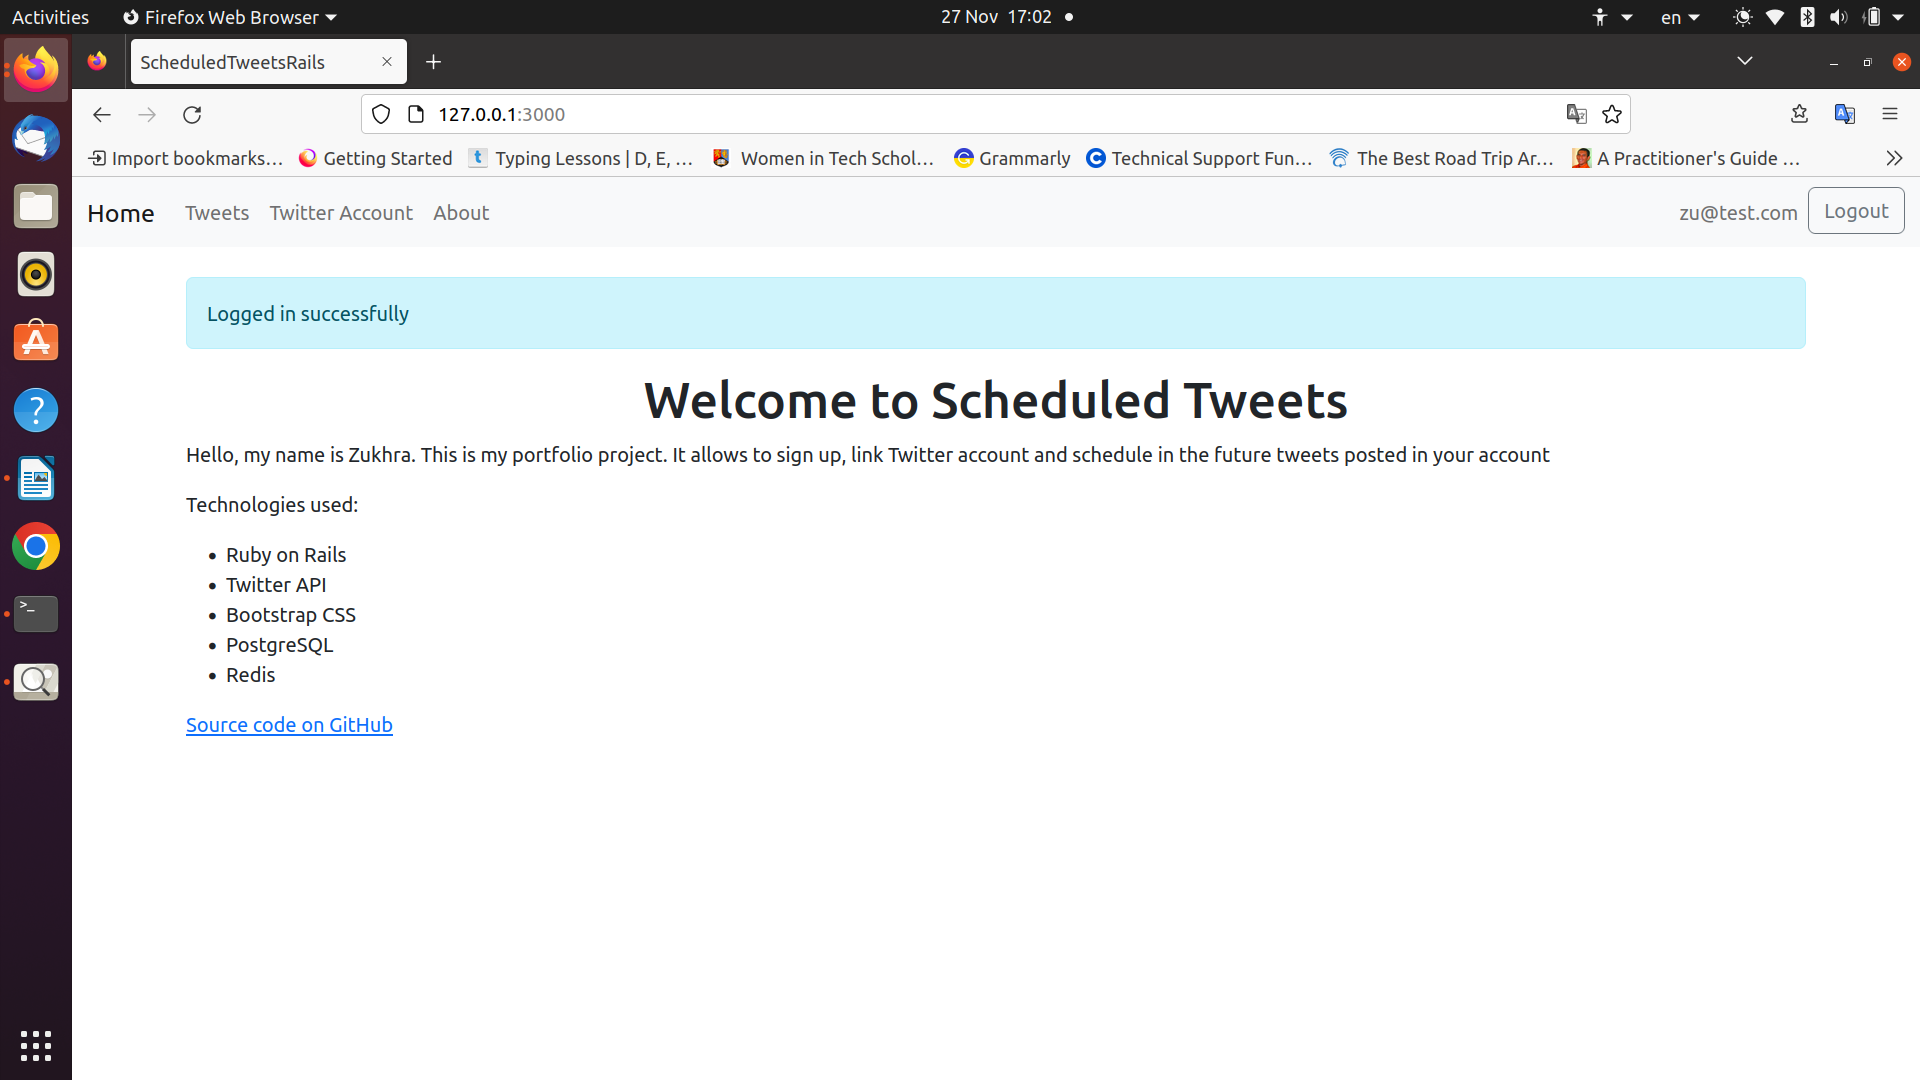 Activities Firefox Web Browser 27 Nov 17:02 en
ScheduledTweetsRails
127.0.0.1:3000
Import bookmarks... Getting Started Typing Lessons | D, E, ... Women in Tech Schol... Grammarly Technical Support Fun... The Best Road Trip Ar... A Practitioner's Guide ...
Home Tweets Twitter Account About zu@test.com Logout
Logged in successfully
Welcome to Scheduled Tweets
Hello, my name is Zukhra. This is my portfolio project. It allows to sign up, link Twitter account and schedule in the future tweets posted in your account
Technologies used:
• Ruby on Rails
• Twitter API
• Bootstrap CSS
• PostgreSQL
• Redis
Source code on GitHub